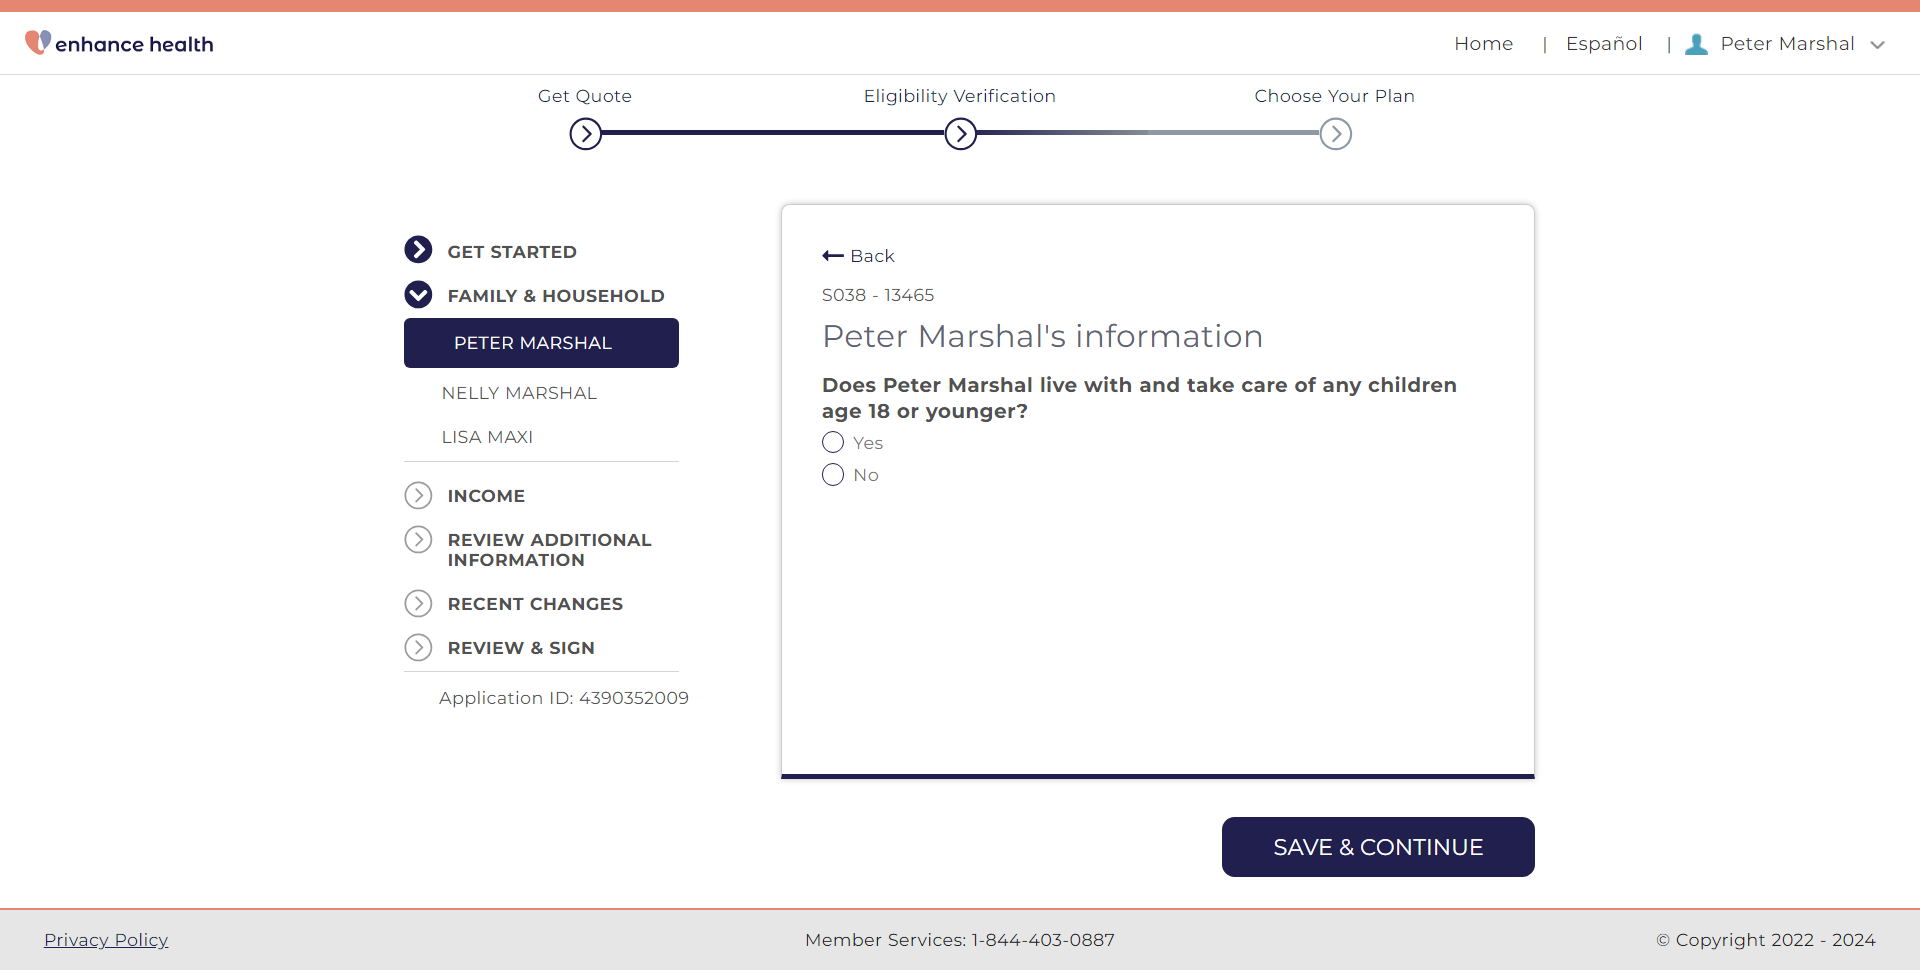 enhance health
Home | Español | Peter Marshal
Get Quote
Eligibility Verification
Choose Your Plan
GET STARTED
FAMILY & HOUSEHOLD
PETER MARSHAL
NELLY MARSHAL
LISA MAXI
INCOME
REVIEW ADDITIONAL
INFORMATION
RECENT CHANGES
REVIEW & SIGN
Application ID: 4390352009
Back
S038 - 13465
Peter Marshal's information
Does Peter Marshal live with and take care of any children
age 18 or younger?
Yes
No
SAVE & CONTINUE
Privacy Policy
Member Services: 1-844-403-0887
© Copyright 2022 - 2024